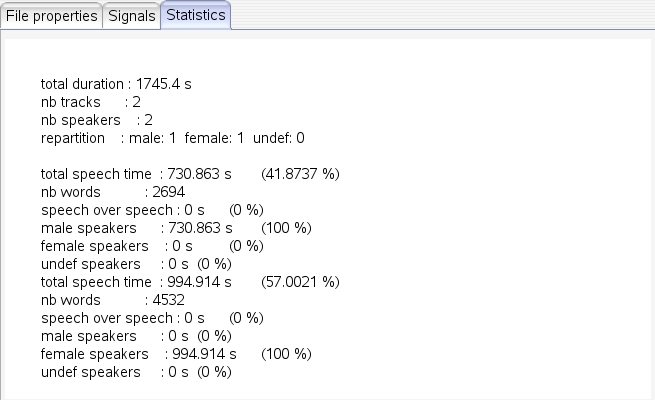 File properties Signals Statistics
total duration : 1745.4 s
nb tracks : 2
nb speakers : 2
repartition : male: 1 female: 1 undef: 0
total speech time : 730.863 s (41.8737 %)
nb words : 2694
speech over speech : 0 s (0 %)
male speakers : 730.863 s (100 %)
female speakers : 0 s (0 %)
undef speakers : 0 s (0 %)
total speech time : 994.914 s (57.0021 %)
nb words : 4532
speech over speech : 0 s (0 %)
male speakers : 0 s (0 %)
female speakers : 994.914 s (100 %)
undef speakers : 0 s (0 %)